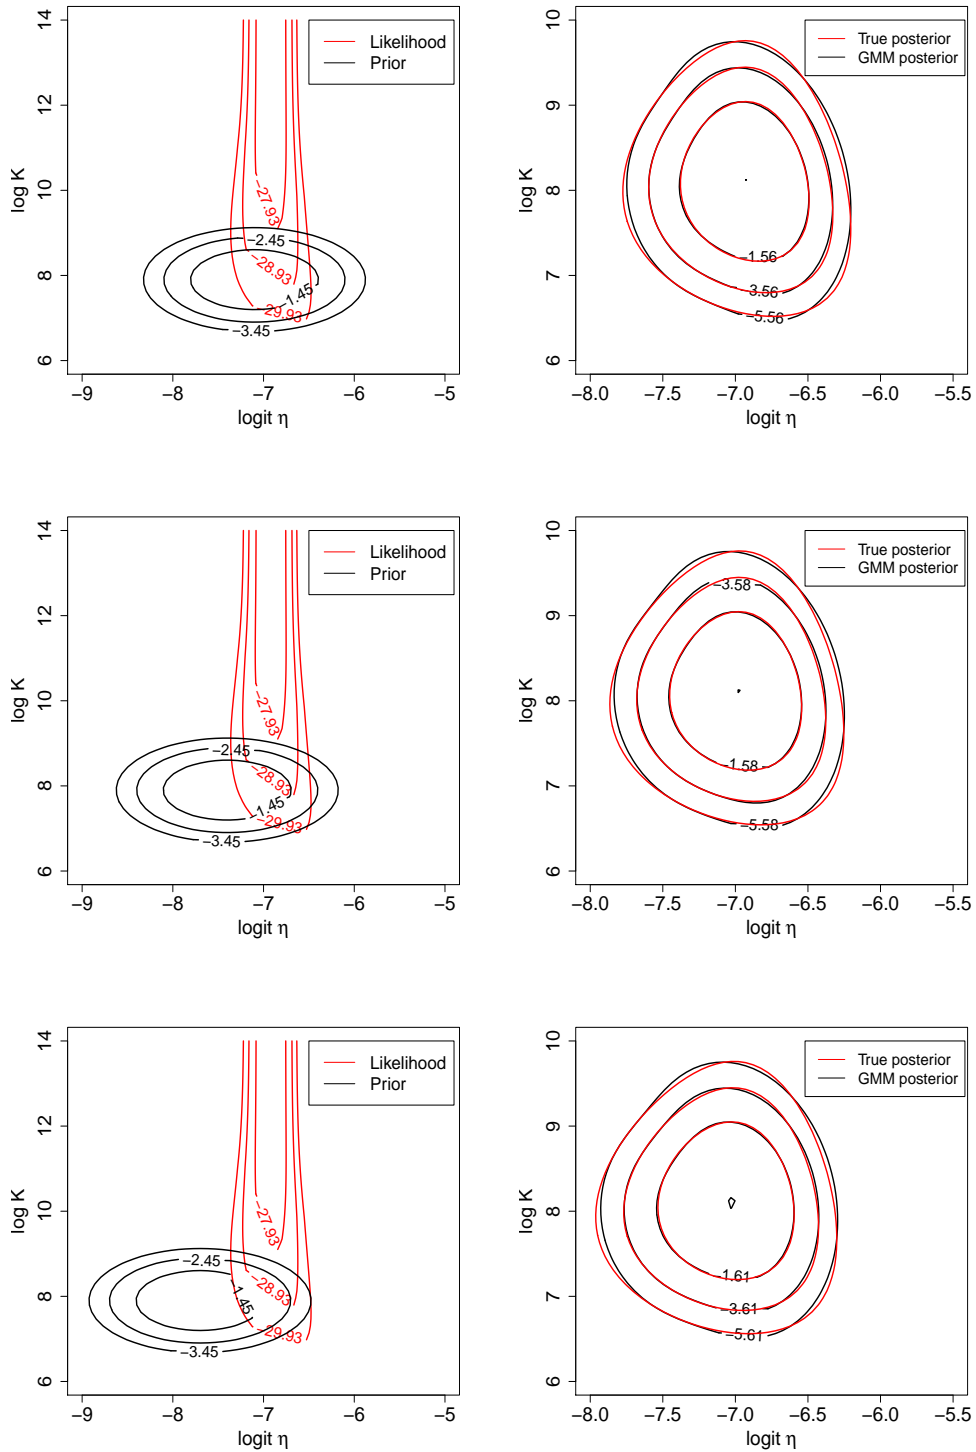 14
12
10
8
6
log K
Likelihood
Prior
−27.93
−2.45
−28.93
−1.45
−29.93
−3.45
−9 −8 −7 −6 −5
logit η
10
9
8
7
6
log K
True posterior
GMM posterior
−1.56
−3.56
−5.56
−8.0 −7.5 −7.0 −6.5 −6.0 −5.5
logit η
14
12
10
8
6
log K
Likelihood
Prior
−27.93
−2.45
−28.93
−1.45
−29.93
−3.45
−9 −8 −7 −6 −5
logit η
10
9
8
7
6
log K
True posterior
GMM posterior
−3.58
−1.58
−5.58
−8.0 −7.5 −7.0 −6.5 −6.0 −5.5
logit η
14
12
10
8
6
log K
Likelihood
Prior
−27.93
−2.45
−28.93
−1.45
−29.93
−3.45
−9 −8 −7 −6 −5
logit η
10
9
8
7
6
log K
True posterior
GMM posterior
−1.61
−3.61
−5.61
−8.0 −7.5 −7.0 −6.5 −6.0 −5.5
logit η